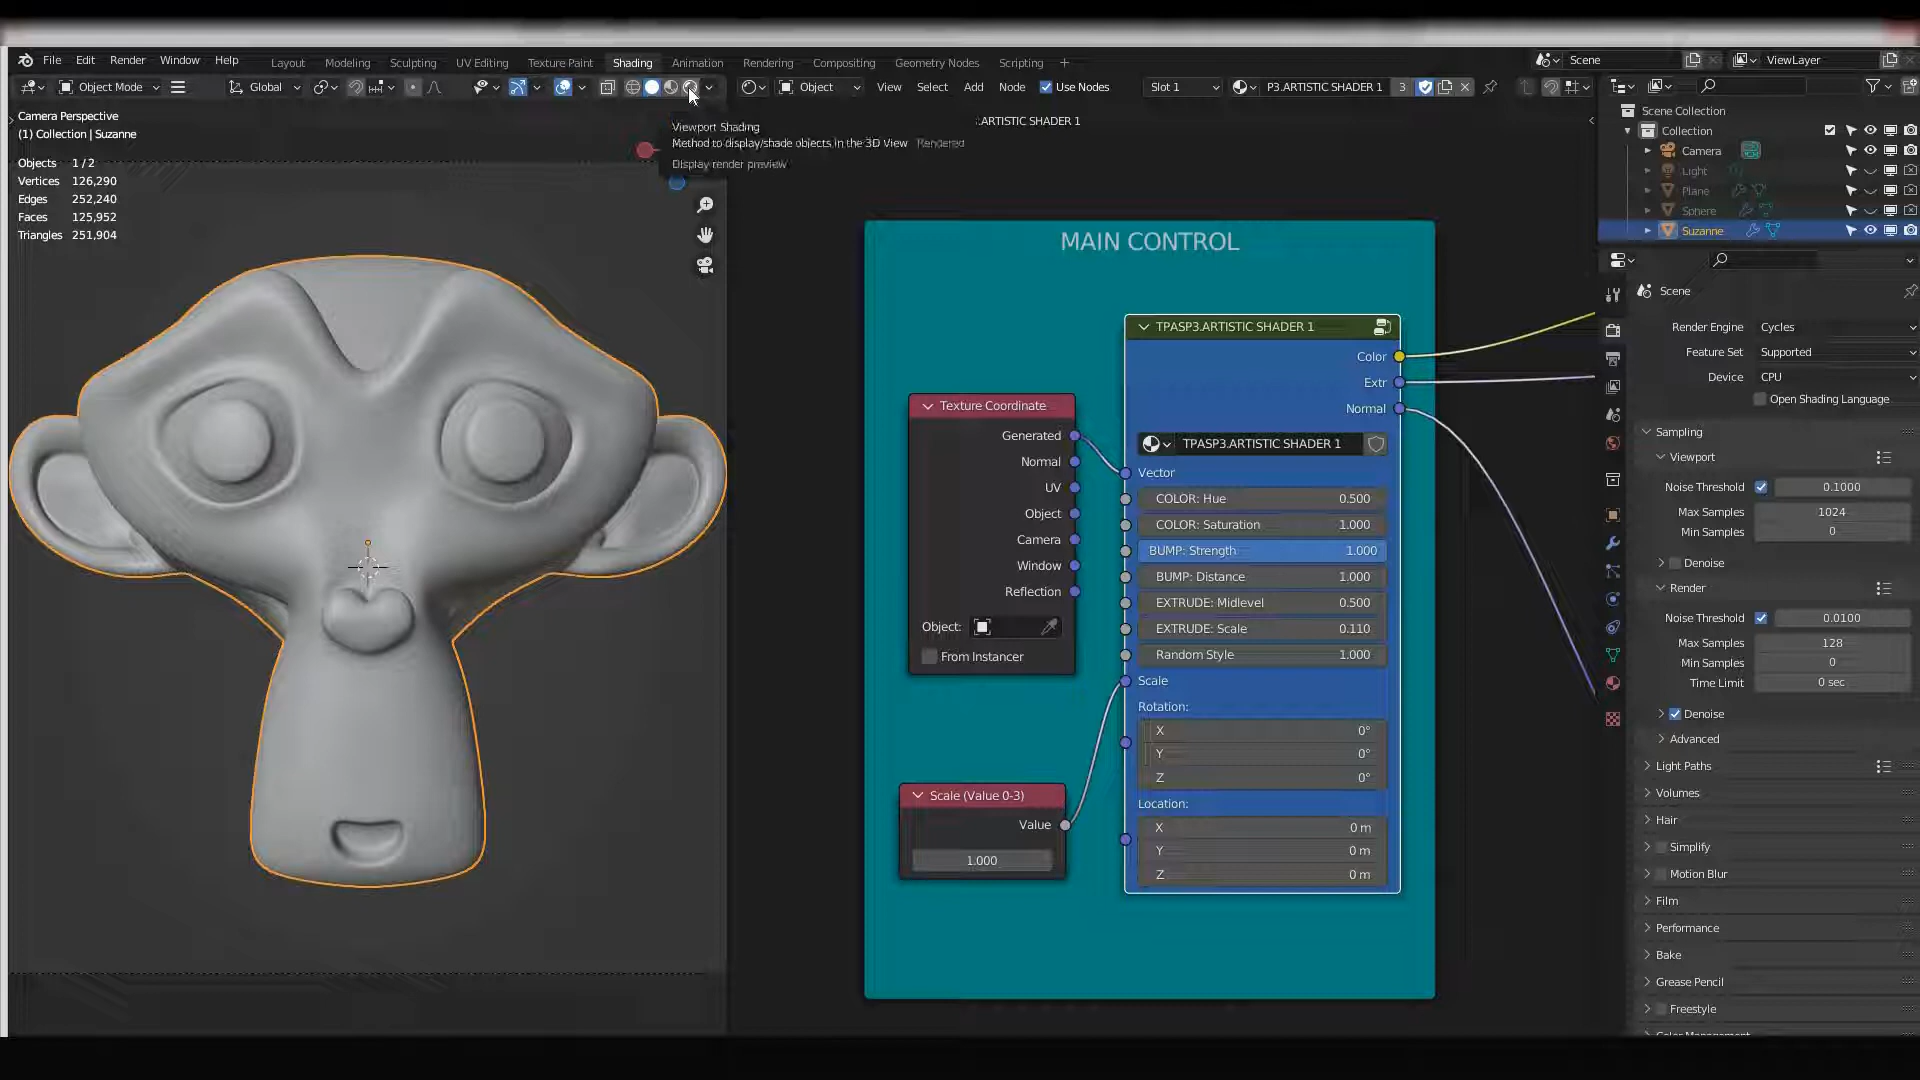 File Edit Render Window Help Layout Modeling Sculpting UV Editing Texture Paint Shading Animation Rendering Compositing Geometry Nodes Scripting + Scene ViewLayer
Object Mode Global Object View Select Add Node Use Nodes Slot 1 P3.ARTISTIC SHADER 1 3
Camera Perspective
(1) Collection | Suzanne
Objects 1 / 2
Vertices 126,290
Edges 252,240
Faces 125,952
Triangles 251,904
Viewport Shading
Method to display/shade objects in the 3D View Rendered
Display render preview
:.ARTISTIC SHADER 1
MAIN CONTROL
Texture Coordinate
Generated
Normal
UV
Object
Camera
Window
Reflection
Object:
From Instancer
Scale (Value 0-3)
Value
1.000
TPASP3.ARTISTIC SHADER 1
Color
Extr
Normal
TPASP3.ARTISTIC SHADER 1
Vector
COLOR: Hue 0.500
COLOR: Saturation 1.000
BUMP: Strength 1.000
BUMP: Distance 1.000
EXTRUDE: Midlevel 0.500
EXTRUDE: Scale 0.110
Random Style 1.000
Scale
Rotation:
X 0°
Y 0°
Z 0°
Location:
X 0 m
Y 0 m
Z 0 m
Scene Collection
Collection
Camera
Light
Plane
Sphere
Suzanne
Scene
Render Engine Cycles
Feature Set Supported
Device CPU
Open Shading Language
Sampling
Viewport
Noise Threshold 0.1000
Max Samples 1024
Min Samples 0
Denoise
Render
Noise Threshold 0.0100
Max Samples 128
Min Samples 0
Time Limit 0 sec
Denoise
Advanced
Light Paths
Volumes
Hair
Simplify
Motion Blur
Film
Performance
Bake
Grease Pencil
Freestyle
Color Management